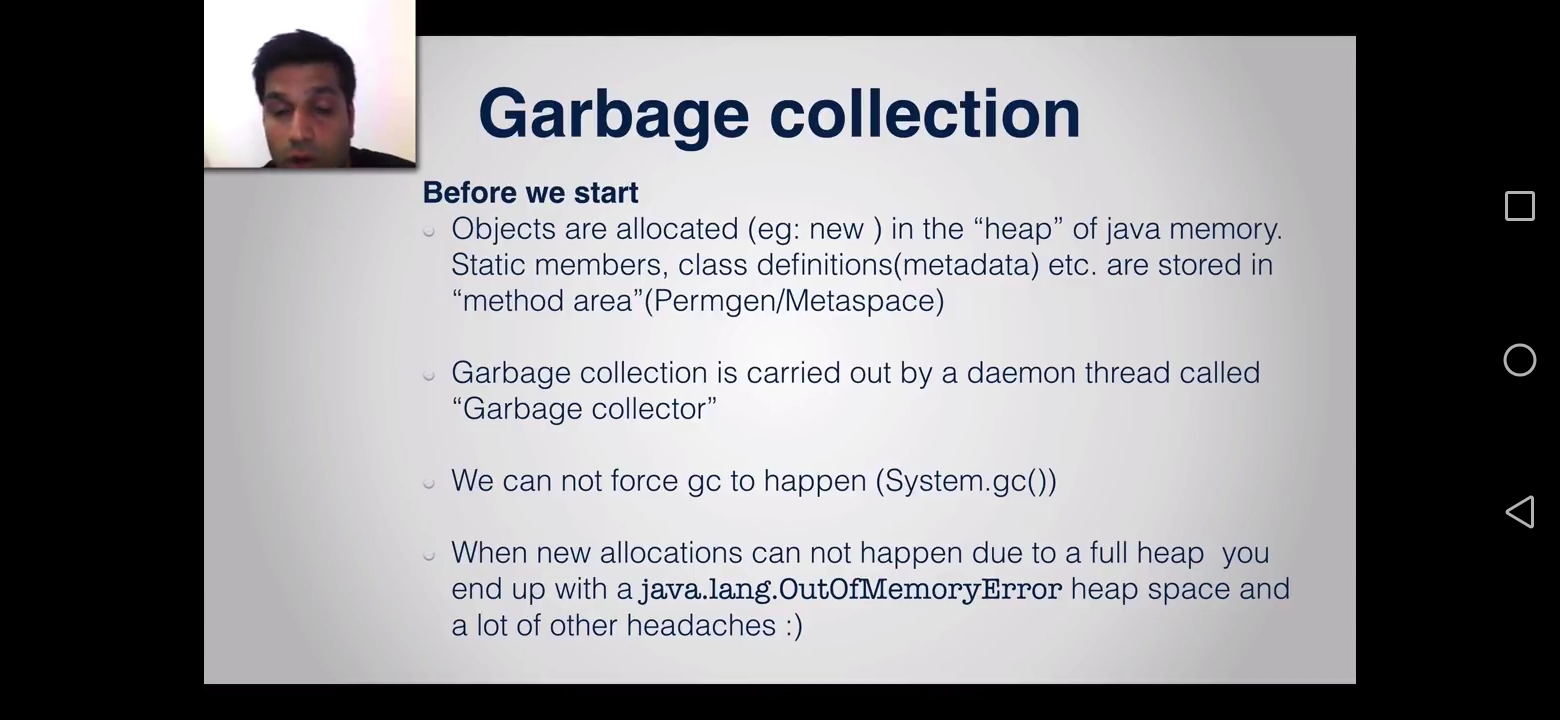 Garbage collection
Before we start
Objects are allocated (eg: new ) in the “heap” of java memory.
Static members, class definitions(metadata) etc. are stored in
“method area”(Permgen/Metaspace)
Garbage collection is carried out by a daemon thread called
“Garbage collector”
We can not force gc to happen (System.gc())
When new allocations can not happen due to a full heap  you
end up with a java.lang.OutOfMemoryError heap space and
a lot of other headaches :)